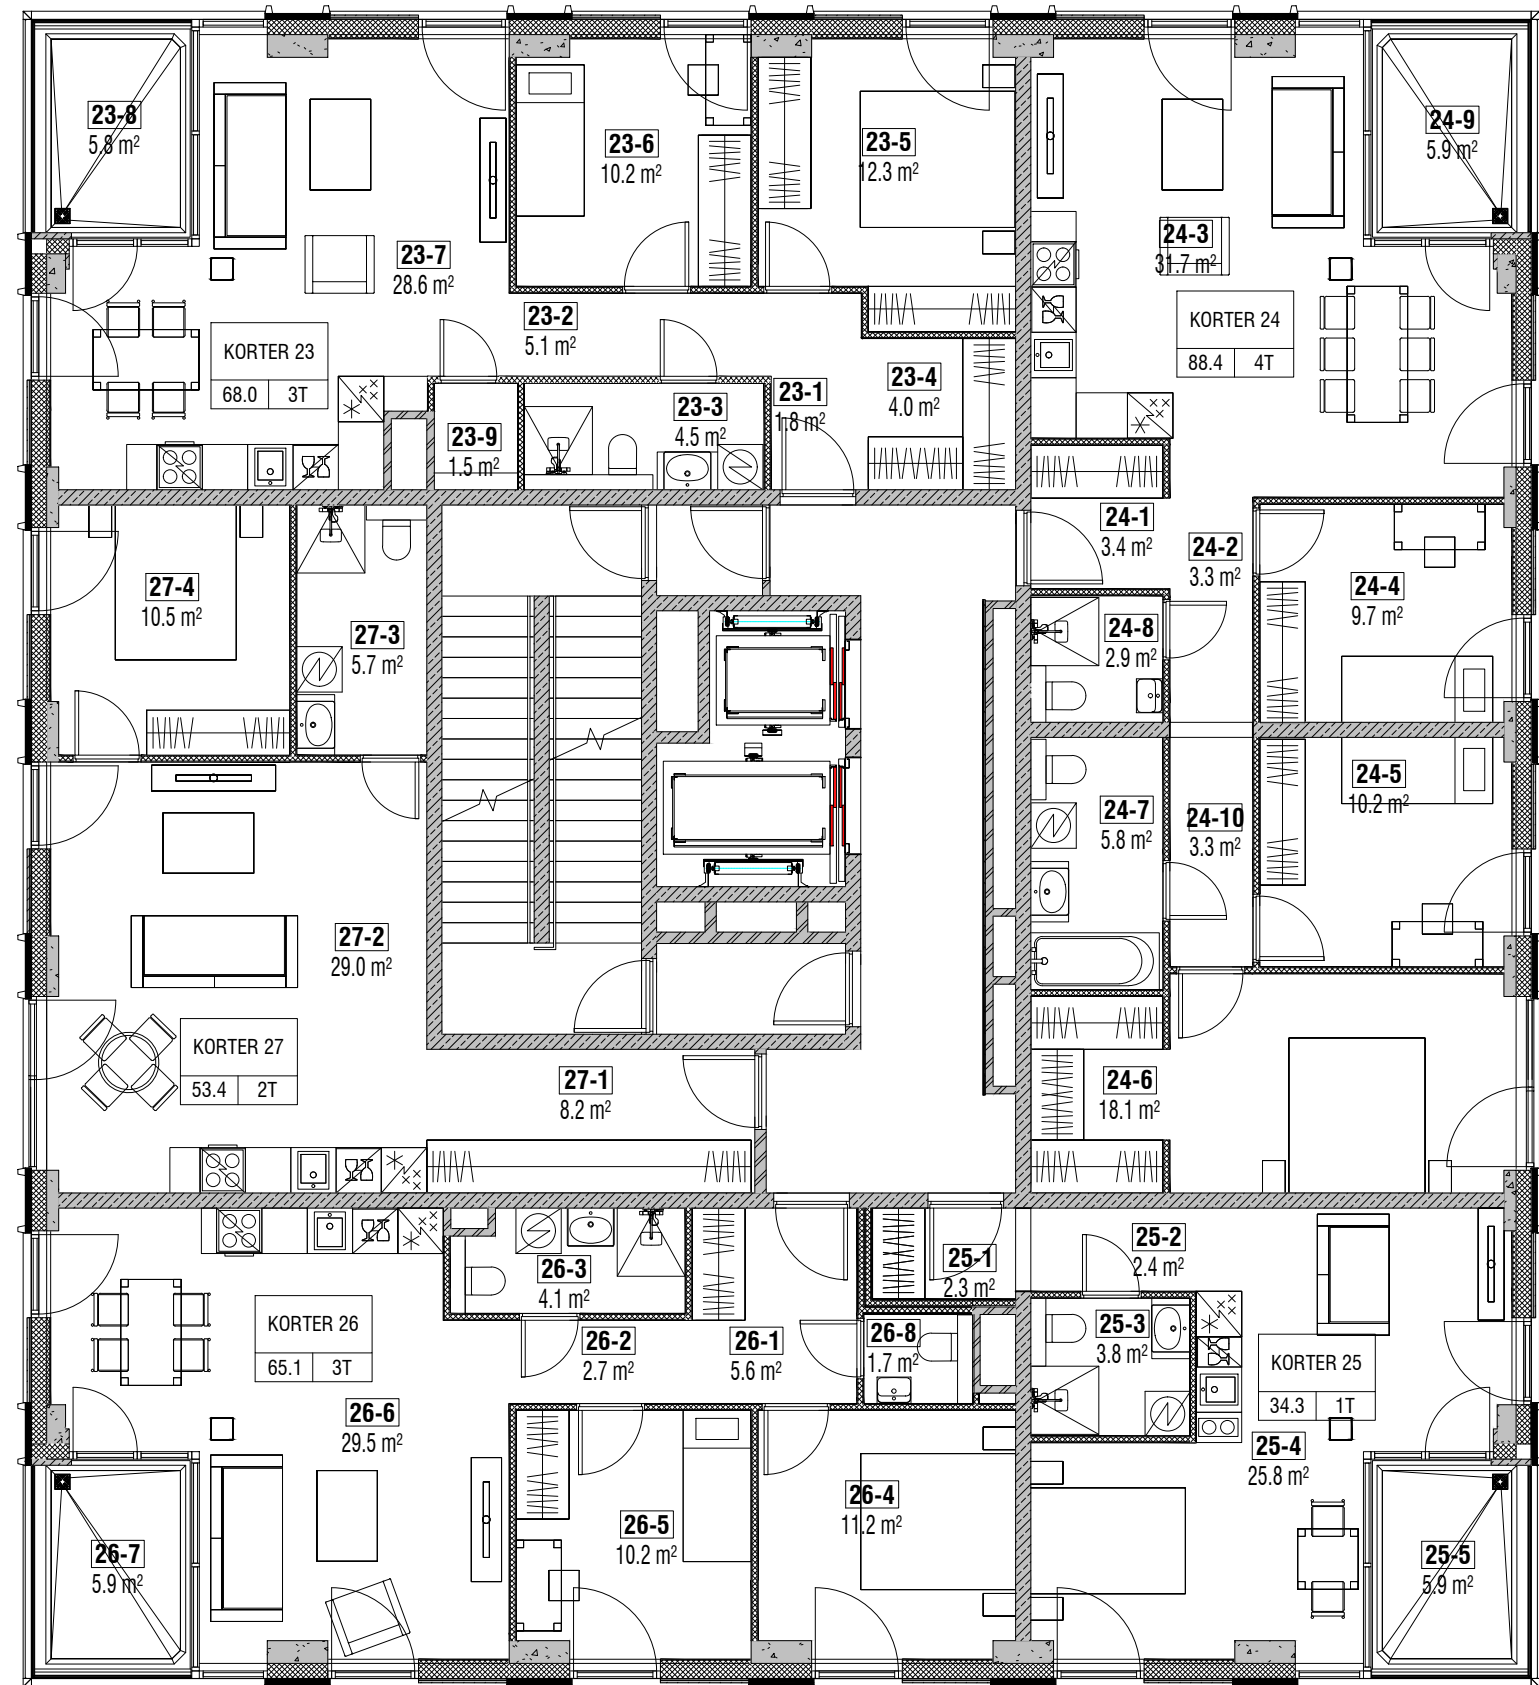 23-8
5.8 m²
23-7
28.6 m²
23-6
10.2 m²
23-5
12.3 m²
24-3
31.7 m²
24-9
5.9 m²
KORTER 23
68.0 3T
23-2
5.1 m²
23-9
1.5 m²
23-3
4.5 m²
23-1
1.8 m²
23-4
4.0 m²
KORTER 24
88.4 4T
24-1
3.4 m²
24-2
3.3 m²
24-4
9.7 m²
27-4
10.5 m²
27-3
5.7 m²
24-8
2.9 m²
24-7
5.8 m²
24-10
3.3 m²
24-5
10.2 m²
27-2
29.0 m²
KORTER 27
53.4 2T
27-1
8.2 m²
24-6
18.1 m²
26-3
4.1 m²
25-1
2.3 m²
25-2
2.4 m²
KORTER 26
65.1 3T
26-2
2.7 m²
26-1
5.6 m²
26-8
1.7 m²
25-3
3.8 m²
KORTER 25
34.3 1T
26-6
29.5 m²
25-4
25.8 m²
26-7
5.9 m²
26-5
10.2 m²
26-4
11.2 m²
25-5
5.9 m²